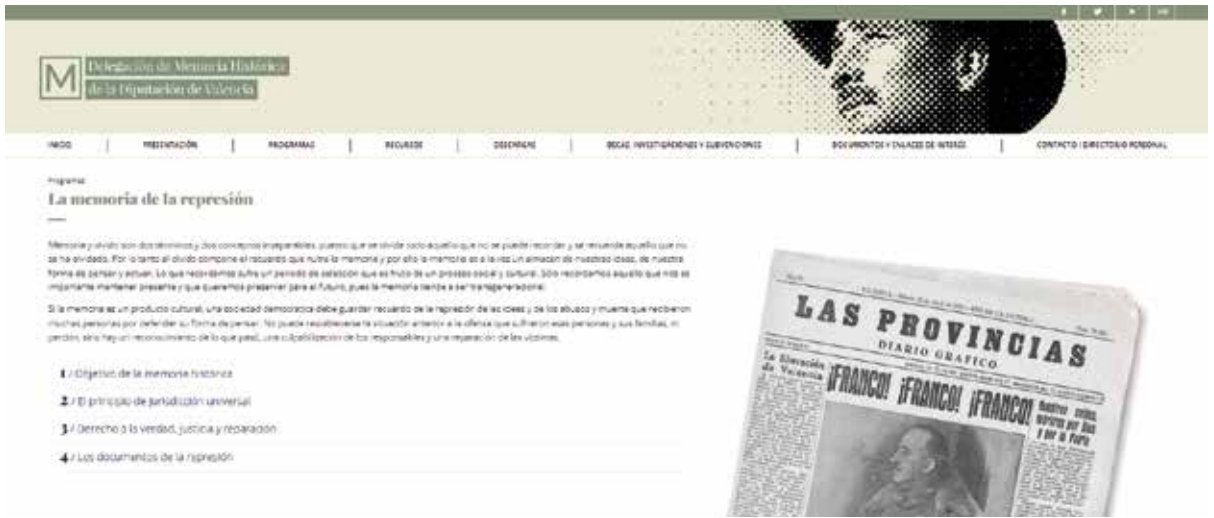 M
Delegación de Memoria Histórica
de la Diputación de Valencia
INICIO
PRESENTACIÓN
PROGRAMAS
RECURSOS
DESCARGAS
BECAS, INVESTIGACIONES Y SUBVENCIONES
DOCUMENTOS Y ENLACES DE INTERÉS
CONTACTO / DIRECTORIO PERSONAL
Programas
La memoria de la represión
Memoria y olvido son dos términos y dos conceptos inseparables, puesto que se olvida todo aquello que no se puede recordar y se recuerda aquello que no
se ha olvidado. Por lo tanto el olvido compone el recuerdo que nutre la memoria y por ello la memoria es a la vez un almacén de nuestras ideas, de nuestra
forma de pensar y actuar. Lo que recordamos sufre un periodo de selección que es fruto de un proceso social y cultural. Sólo recordamos aquello que nos es
importante mantener presente y que queremos preservar para el futuro, pues la memoria tiende a ser transgeneracional.
Si la memoria es un producto cultural, una sociedad democrática debe guardar recuerdo de la represión de las ideas y de los abusos y muerte que recibieron
muchas personas por defender su forma de pensar. No puede restablecerse la situación anterior a la ofensa que sufrieron esas personas y sus familias, ni
perdón, sino hay un reconocimiento de lo que pasó, una culpabilización de los responsables y una reparación de las víctimas.
1 / Objetivo de la memoria histórica
2 / El principio de jurisdicción universal
3 / Derecho a la verdad, justicia y reparación
4 / Los documentos de la represión
LAS PROVINCIAS
DIARIO GRAFICO
La liberación
de Valencia
¡FRANCO! ¡FRANCO! ¡FRANCO!
por Dios
y por la Patria